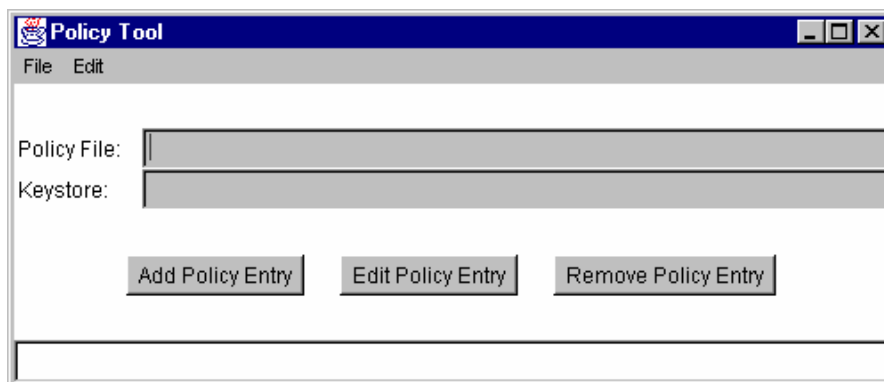 Policy Tool
File Edit
Policy File:
Keystore:
Add Policy Entry Edit Policy Entry Remove Policy Entry